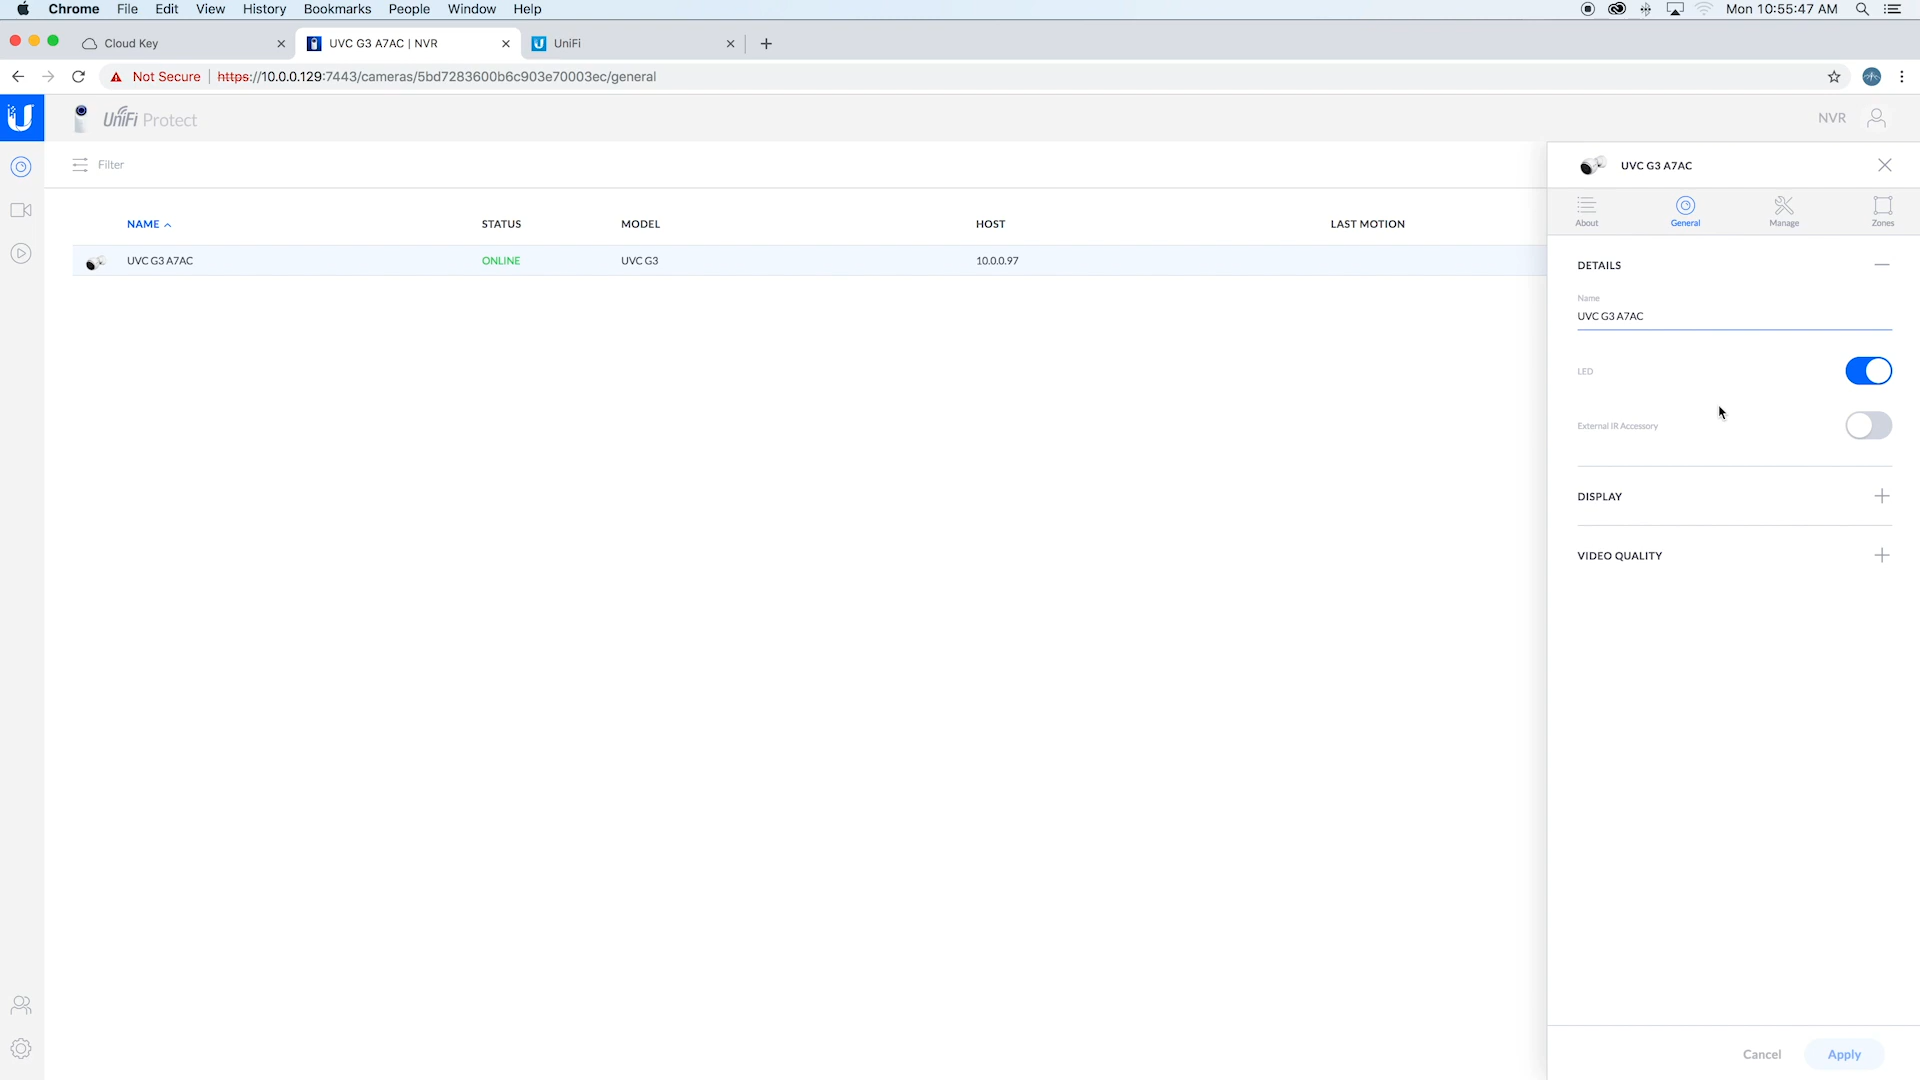 Chrome File Edit View History Bookmarks People Window Help Mon 10:55:47 AM
Cloud Key UVC G3 A7AC | NVR UniFi
Not Secure https://10.0.0.129:7443/cameras/5bd7283600b6c903e70003ec/general
UniFi Protect NVR
Filter
NAME STATUS MODEL HOST LAST MOTION
UVC G3 A7AC ONLINE UVC G3 10.0.0.97
UVC G3 A7AC
About General Manage Zones
DETAILS
Name
UVC G3 A7AC
LED
External IR Accessory
DISPLAY
VIDEO QUALITY
Cancel Apply